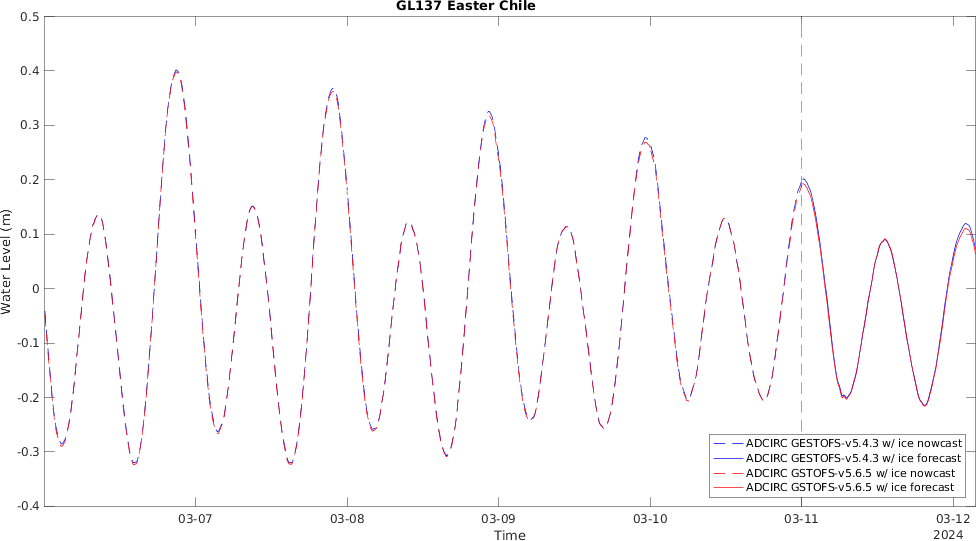 GL137 Easter Chile
0.5
0.4
0.3
0.2
0.1
0
-0.1
-0.2
-0.3
-0.4
Water Level (m)
ADCIRC GESTOFS-v5.4.3 w/ ice nowcast
ADCIRC GESTOFS-v5.4.3 w/ ice forecast
ADCIRC GSTOFS-v5.6.5 w/ ice nowcast
ADCIRC GSTOFS-v5.6.5 w/ ice forecast
03-07 03-08 03-09 03-10 03-11 03-12
Time 2024